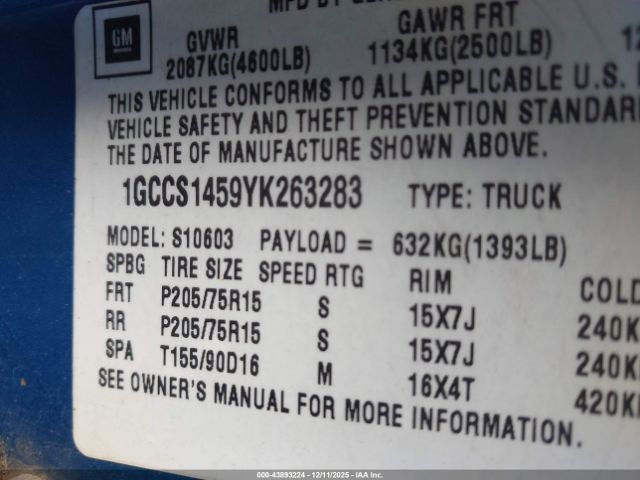 GM
GVWR GAWR FRT
2087KG(4600LB) 1134KG(2500LB)
THIS VEHICLE CONFORMS TO ALL APPLICABLE U.S.
VEHICLE SAFETY AND THEFT PREVENTION STANDAR
THE DATE OF MANUFACTURE SHOWN ABOVE.
1GCCS1459YK263283 TYPE: TRUCK
MODEL: S10603 PAYLOAD = 632KG(1393LB)
SPBG TIRE SIZE SPEED RTG RIM COLD
FRT P205/75R15 S 15X7J 240K
RR P205/75R15 S 15X7J 240K
SPA T155/90D16 M 16X4T 420K
SEE OWNER'S MANUAL FOR MORE INFORMATION.
000-43893224 - 12/11/2025 - IAA Inc.